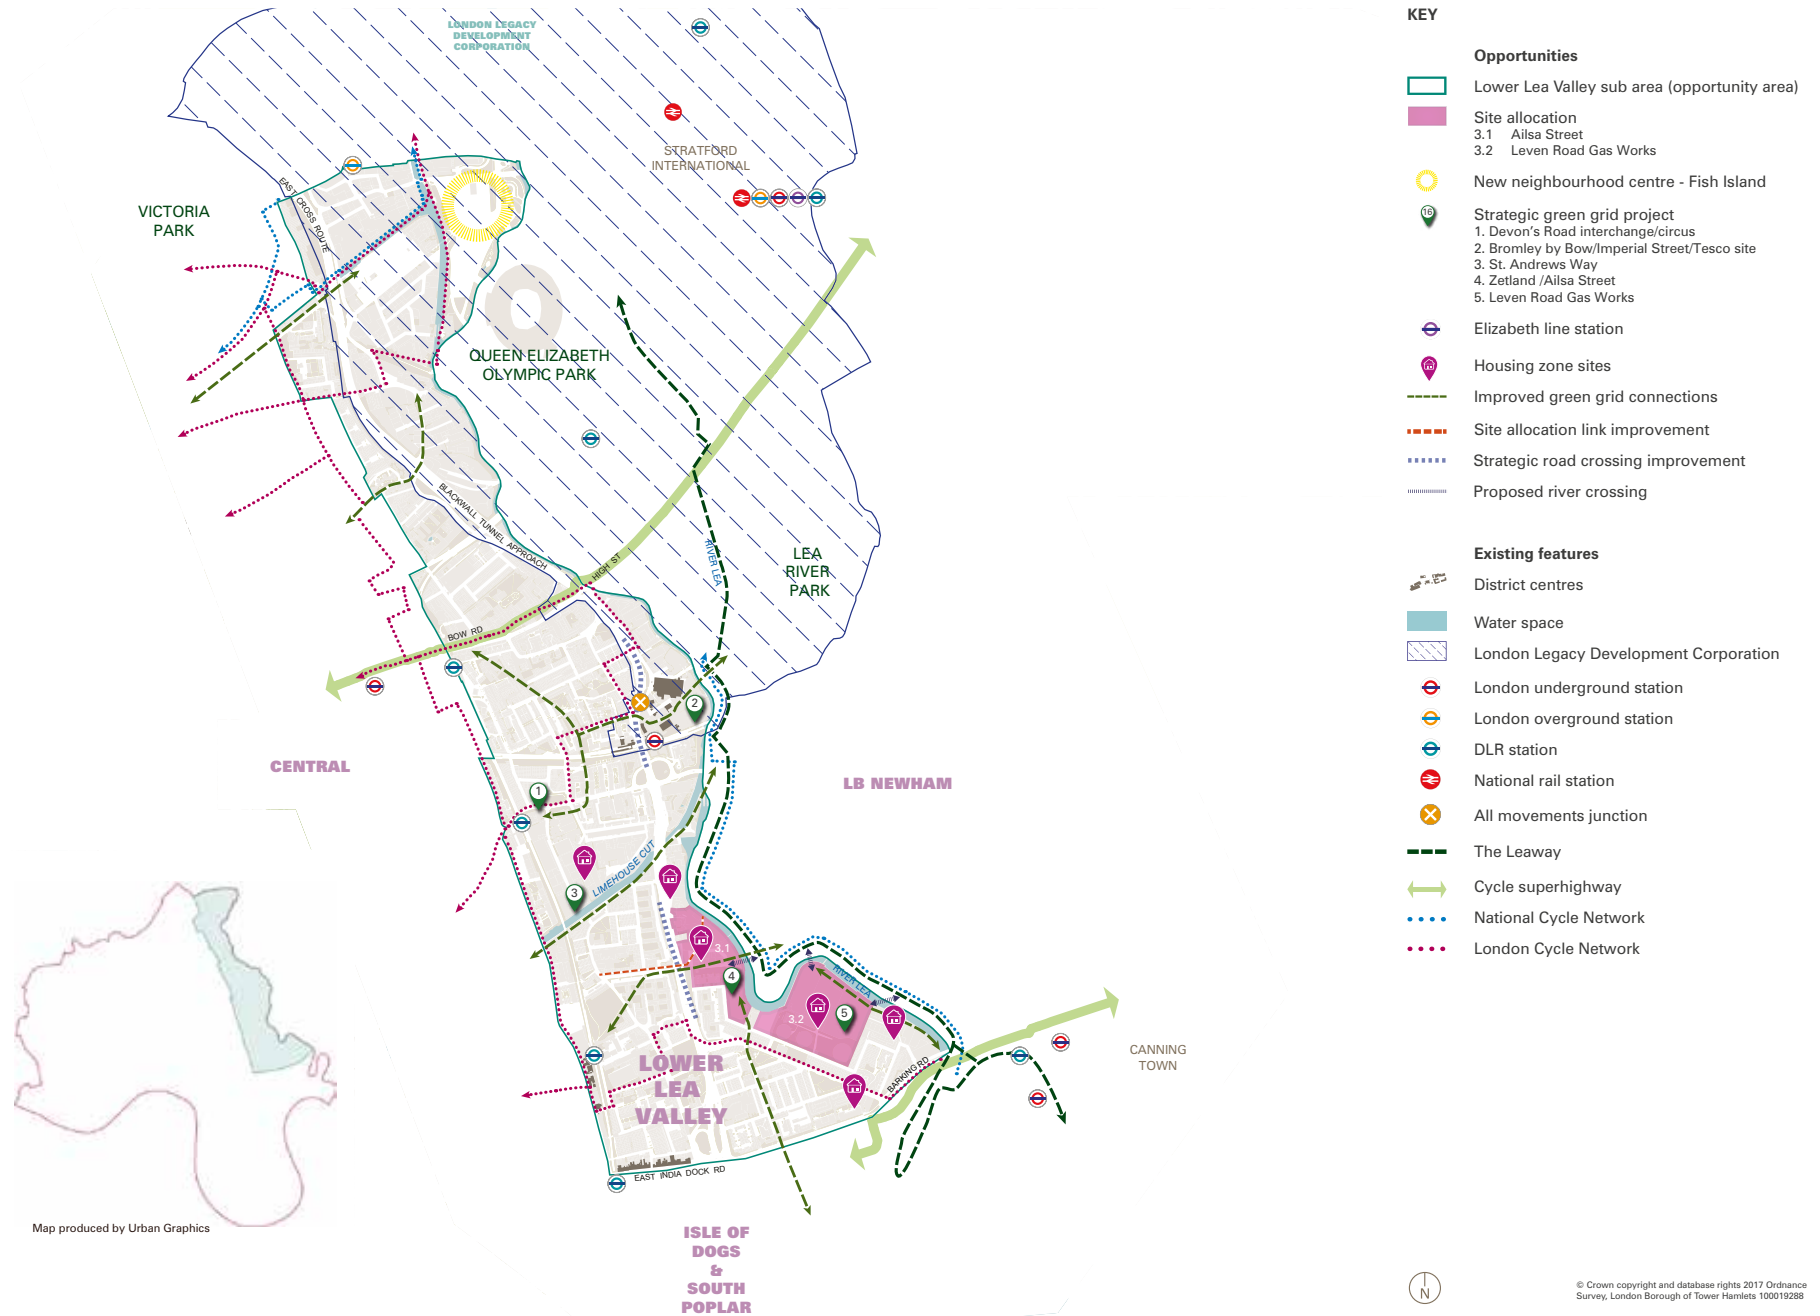 LONDON LEGACY
DEVELOPMENT
CORPORATION
STRATFORD
INTERNATIONAL
VICTORIA
PARK
EAST CROSS ROUTE
QUEEN ELIZABETH
OLYMPIC PARK
BLACKWALL TUNNEL APPROACH
HIGH ST
RIVER LEA
LEA
RIVER
PARK
BOW RD
2
CENTRAL
LB NEWHAM
1
LIMEHOUSE CUT
3
3.1
4
RIVER LEA
3.2
5
BARKING RD
CANNING
TOWN
LOWER
LEA
VALLEY
EAST INDIA DOCK RD
ISLE OF
DOGS
&
SOUTH
POPLAR
Map produced by Urban Graphics
KEY
Opportunities
Lower Lea Valley sub area (opportunity area)
Site allocation
3.1 Ailsa Street
3.2 Leven Road Gas Works
New neighbourhood centre - Fish Island
16
Strategic green grid project
1. Devon's Road interchange/circus
2. Bromley by Bow/Imperial Street/Tesco site
3. St. Andrews Way
4. Zetland /Ailsa Street
5. Leven Road Gas Works
Elizabeth line station
Housing zone sites
Improved green grid connections
Site allocation link improvement
Strategic road crossing improvement
Proposed river crossing
Existing features
District centres
Water space
London Legacy Development Corporation
London underground station
London overground station
DLR station
National rail station
All movements junction
The Leaway
Cycle superhighway
National Cycle Network
London Cycle Network
N
© Crown copyright and database rights 2017 Ordnance
Survey, London Borough of Tower Hamlets 100019288